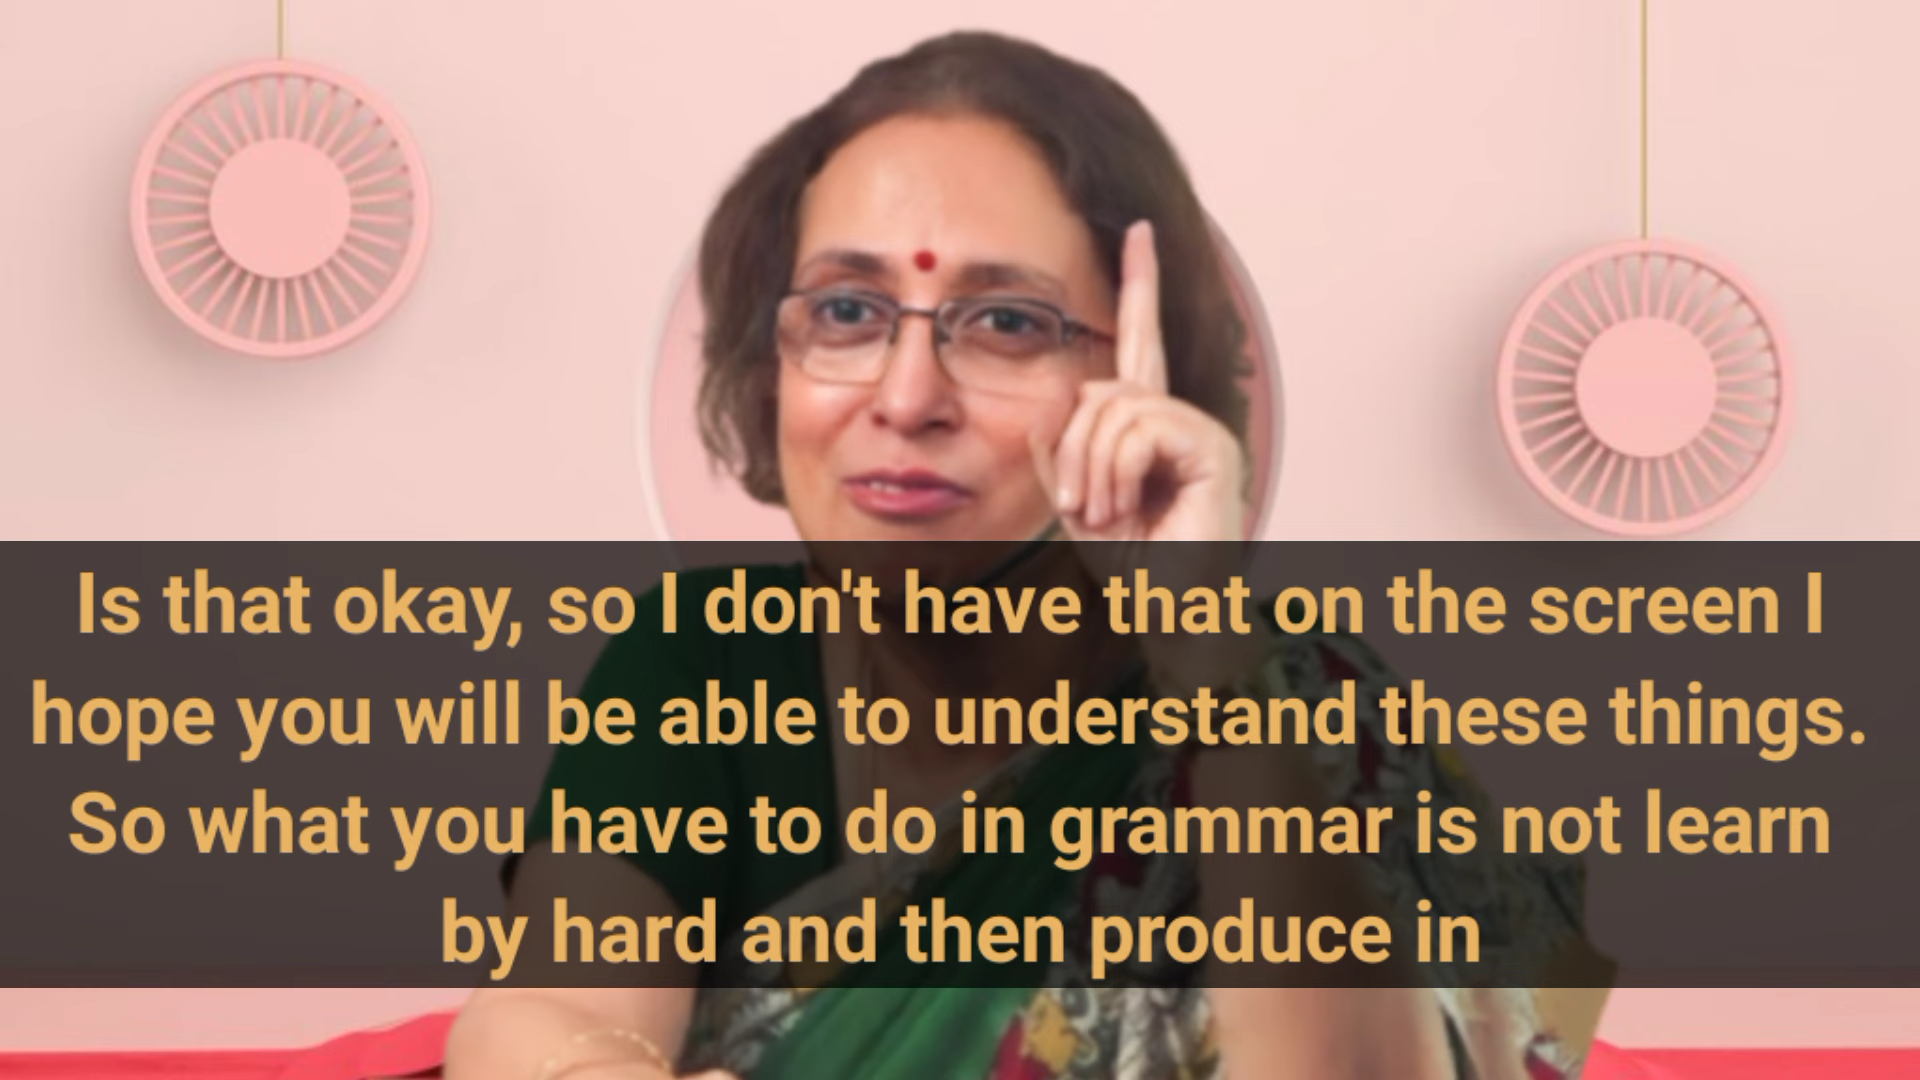 Is that okay, so I don't have that on the screen I
hope you will be able to understand these things.
So what you have to do in grammar is not learn
by hard and then produce in